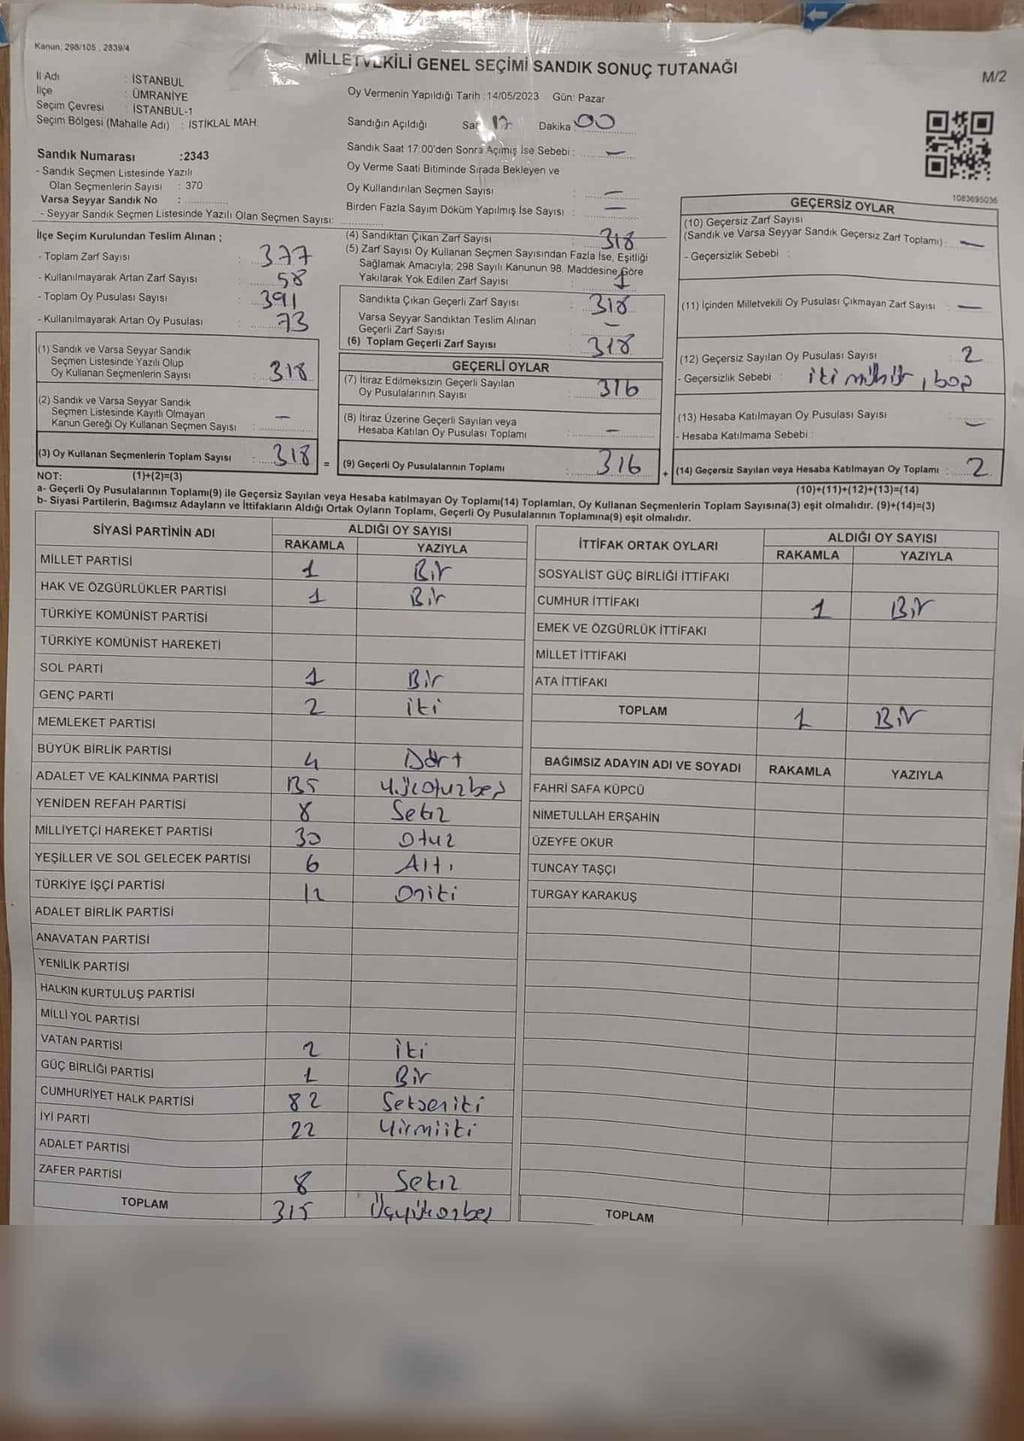 Kanun, 298/105 , 2839/4
MİLLETVEKİLİ GENEL SEÇİMİ SANDIK SONUÇ TUTANAĞI
M/2
İl Adı : İSTANBUL
İlçe : ÜMRANİYE
Seçim Çevresi : İSTANBUL-1
Seçim Bölgesi (Mahalle Adı) : İSTİKLAL MAH.
Oy Vermenin Yapıldığı Tarih :14/05/2023 Gün: Pazar
Sandığın Açıldığı Saat 17 Dakika 00
Sandık Saat 17:00'den Sonra Açımış İse Sebebi : —
Oy Verme Saati Bitiminde Sırada Bekleyen ve
Oy Kullandırılan Seçmen Sayısı : —
Birden Fazla Sayım Döküm Yapılmış İse Sayısı : —
1083695036
Sandık Numarası :2343
- Sandık Seçmen Listesinde Yazılı
Olan Seçmenlerin Sayısı : 370
Varsa Seyyar Sandık No :
- Seyyar Sandık Seçmen Listesinde Yazılı Olan Seçmen Sayısı:
İlçe Seçim Kurulundan Teslim Alınan ;
- Toplam Zarf Sayısı : 377
- Kullanılmayarak Artan Zarf Sayısı : 58
- Toplam Oy Pusulası Sayısı : 391
- Kullanılmayarak Artan Oy Pusulası : 73
(1) Sandık ve Varsa Seyyar Sandık
Seçmen Listesinde Yazılı Olup
Oy Kullanan Seçmenlerin Sayısı : 318
(2) Sandık ve Varsa Seyyar Sandık
Seçmen Listesinde Kayıtlı Olmayan
Kanun Gereği Oy Kullanan Seçmen Sayısı : —
(3) Oy Kullanan Seçmenlerin Toplam Sayısı : 318
(1)+(2)=(3)
(4) Sandıktan Çıkan Zarf Sayısı : 318
(5) Zarf Sayısı Oy Kullanan Seçmen Sayısından Fazla İse, Eşitliği
Sağlamak Amacıyla; 298 Sayılı Kanunun 98. Maddesine Göre
Yakılarak Yok Edilen Zarf Sayısı : 1
Sandıkta Çıkan Geçerli Zarf Sayısı : 318
Varsa Seyyar Sandıktan Teslim Alınan
Geçerli Zarf Sayısı : —
(6) Toplam Geçerli Zarf Sayısı : 318
GEÇERLİ OYLAR
(7) İtiraz Edilmeksizin Geçerli Sayılan
Oy Pusulalarının Sayısı : 316
(8) İtiraz Üzerine Geçerli Sayılan veya
Hesaba Katılan Oy Pusulası Toplamı : —
= (9) Geçerli Oy Pusulalarının Toplamı : 316
GEÇERSİZ OYLAR
(10) Geçersiz Zarf Sayısı
(Sandık ve Varsa Seyyar Sandık Geçersiz Zarf Toplamı) : —
- Geçersizlik Sebebi :
(11) İçinden Milletvekili Oy Pusulası Çıkmayan Zarf Sayısı : —
(12) Geçersiz Sayılan Oy Pusulası Sayısı : 2
- Geçersizlik Sebebi : iki mühür , boş
(13) Hesaba Katılmayan Oy Pusulası Sayısı : —
- Hesaba Katılmama Sebebi :
+ (14) Geçersiz Sayılan veya Hesaba Katılmayan Oy Toplamı : 2
(10)+(11)+(12)+(13)=(14)
NOT:
a- Geçerli Oy Pusulalarının Toplamı(9) ile Geçersiz Sayılan veya Hesaba katılmayan Oy Toplamı(14) Toplamları, Oy Kullanan Seçmenlerin Toplam Sayısına(3) eşit olmalıdır. (9)+(14)=(3)
b- Siyasi Partilerin, Bağımsız Adayların ve İttifakların Aldığı Ortak Oyların Toplamı, Geçerli Oy Pusulalarının Toplamına(9) eşit olmalıdır.
SİYASİ PARTİNİN ADI ALDIĞI OY SAYISI
RAKAMLA YAZIYLA
MİLLET PARTİSİ 1 Bir
HAK VE ÖZGÜRLÜKLER PARTİSİ 1 Bir
TÜRKİYE KOMÜNİST PARTİSİ
TÜRKİYE KOMÜNİST HAREKETİ
SOL PARTİ 1 Bir
GENÇ PARTİ 2 iki
MEMLEKET PARTİSİ
BÜYÜK BİRLİK PARTİSİ 4 Dört
ADALET VE KALKINMA PARTİSİ 135 yüzotuzbeş
YENİDEN REFAH PARTİSİ 8 Sekiz
MİLLİYETÇİ HAREKET PARTİSİ 30 Otuz
YEŞİLLER VE SOL GELECEK PARTİSİ 6 Altı
TÜRKİYE İŞÇİ PARTİSİ 12 Oniki
ADALET BİRLİK PARTİSİ
ANAVATAN PARTİSİ
YENİLİK PARTİSİ
HALKIN KURTULUŞ PARTİSİ
MİLLİ YOL PARTİSİ
VATAN PARTİSİ 2 İki
GÜÇ BİRLİĞİ PARTİSİ 1 Bir
CUMHURİYET HALK PARTİSİ 82 Sekseniki
İYİ PARTİ 22 Yirmiiki
ADALET PARTİSİ
ZAFER PARTİSİ 8 Sekiz
TOPLAM 315 Üçyüzonbeş
İTTİFAK ORTAK OYLARI ALDIĞI OY SAYISI
RAKAMLA YAZIYLA
SOSYALİST GÜÇ BİRLİĞİ İTTİFAKI
CUMHUR İTTİFAKI 1 Bir
EMEK VE ÖZGÜRLÜK İTTİFAKI
MİLLET İTTİFAKI
ATA İTTİFAKI
TOPLAM 1 Bir
BAĞIMSIZ ADAYIN ADI VE SOYADI RAKAMLA YAZIYLA
FAHRİ SAFA KÜPCÜ
NİMETULLAH ERŞAHİN
ÜZEYFE OKUR
TUNCAY TAŞÇI
TURGAY KARAKUŞ
TOPLAM